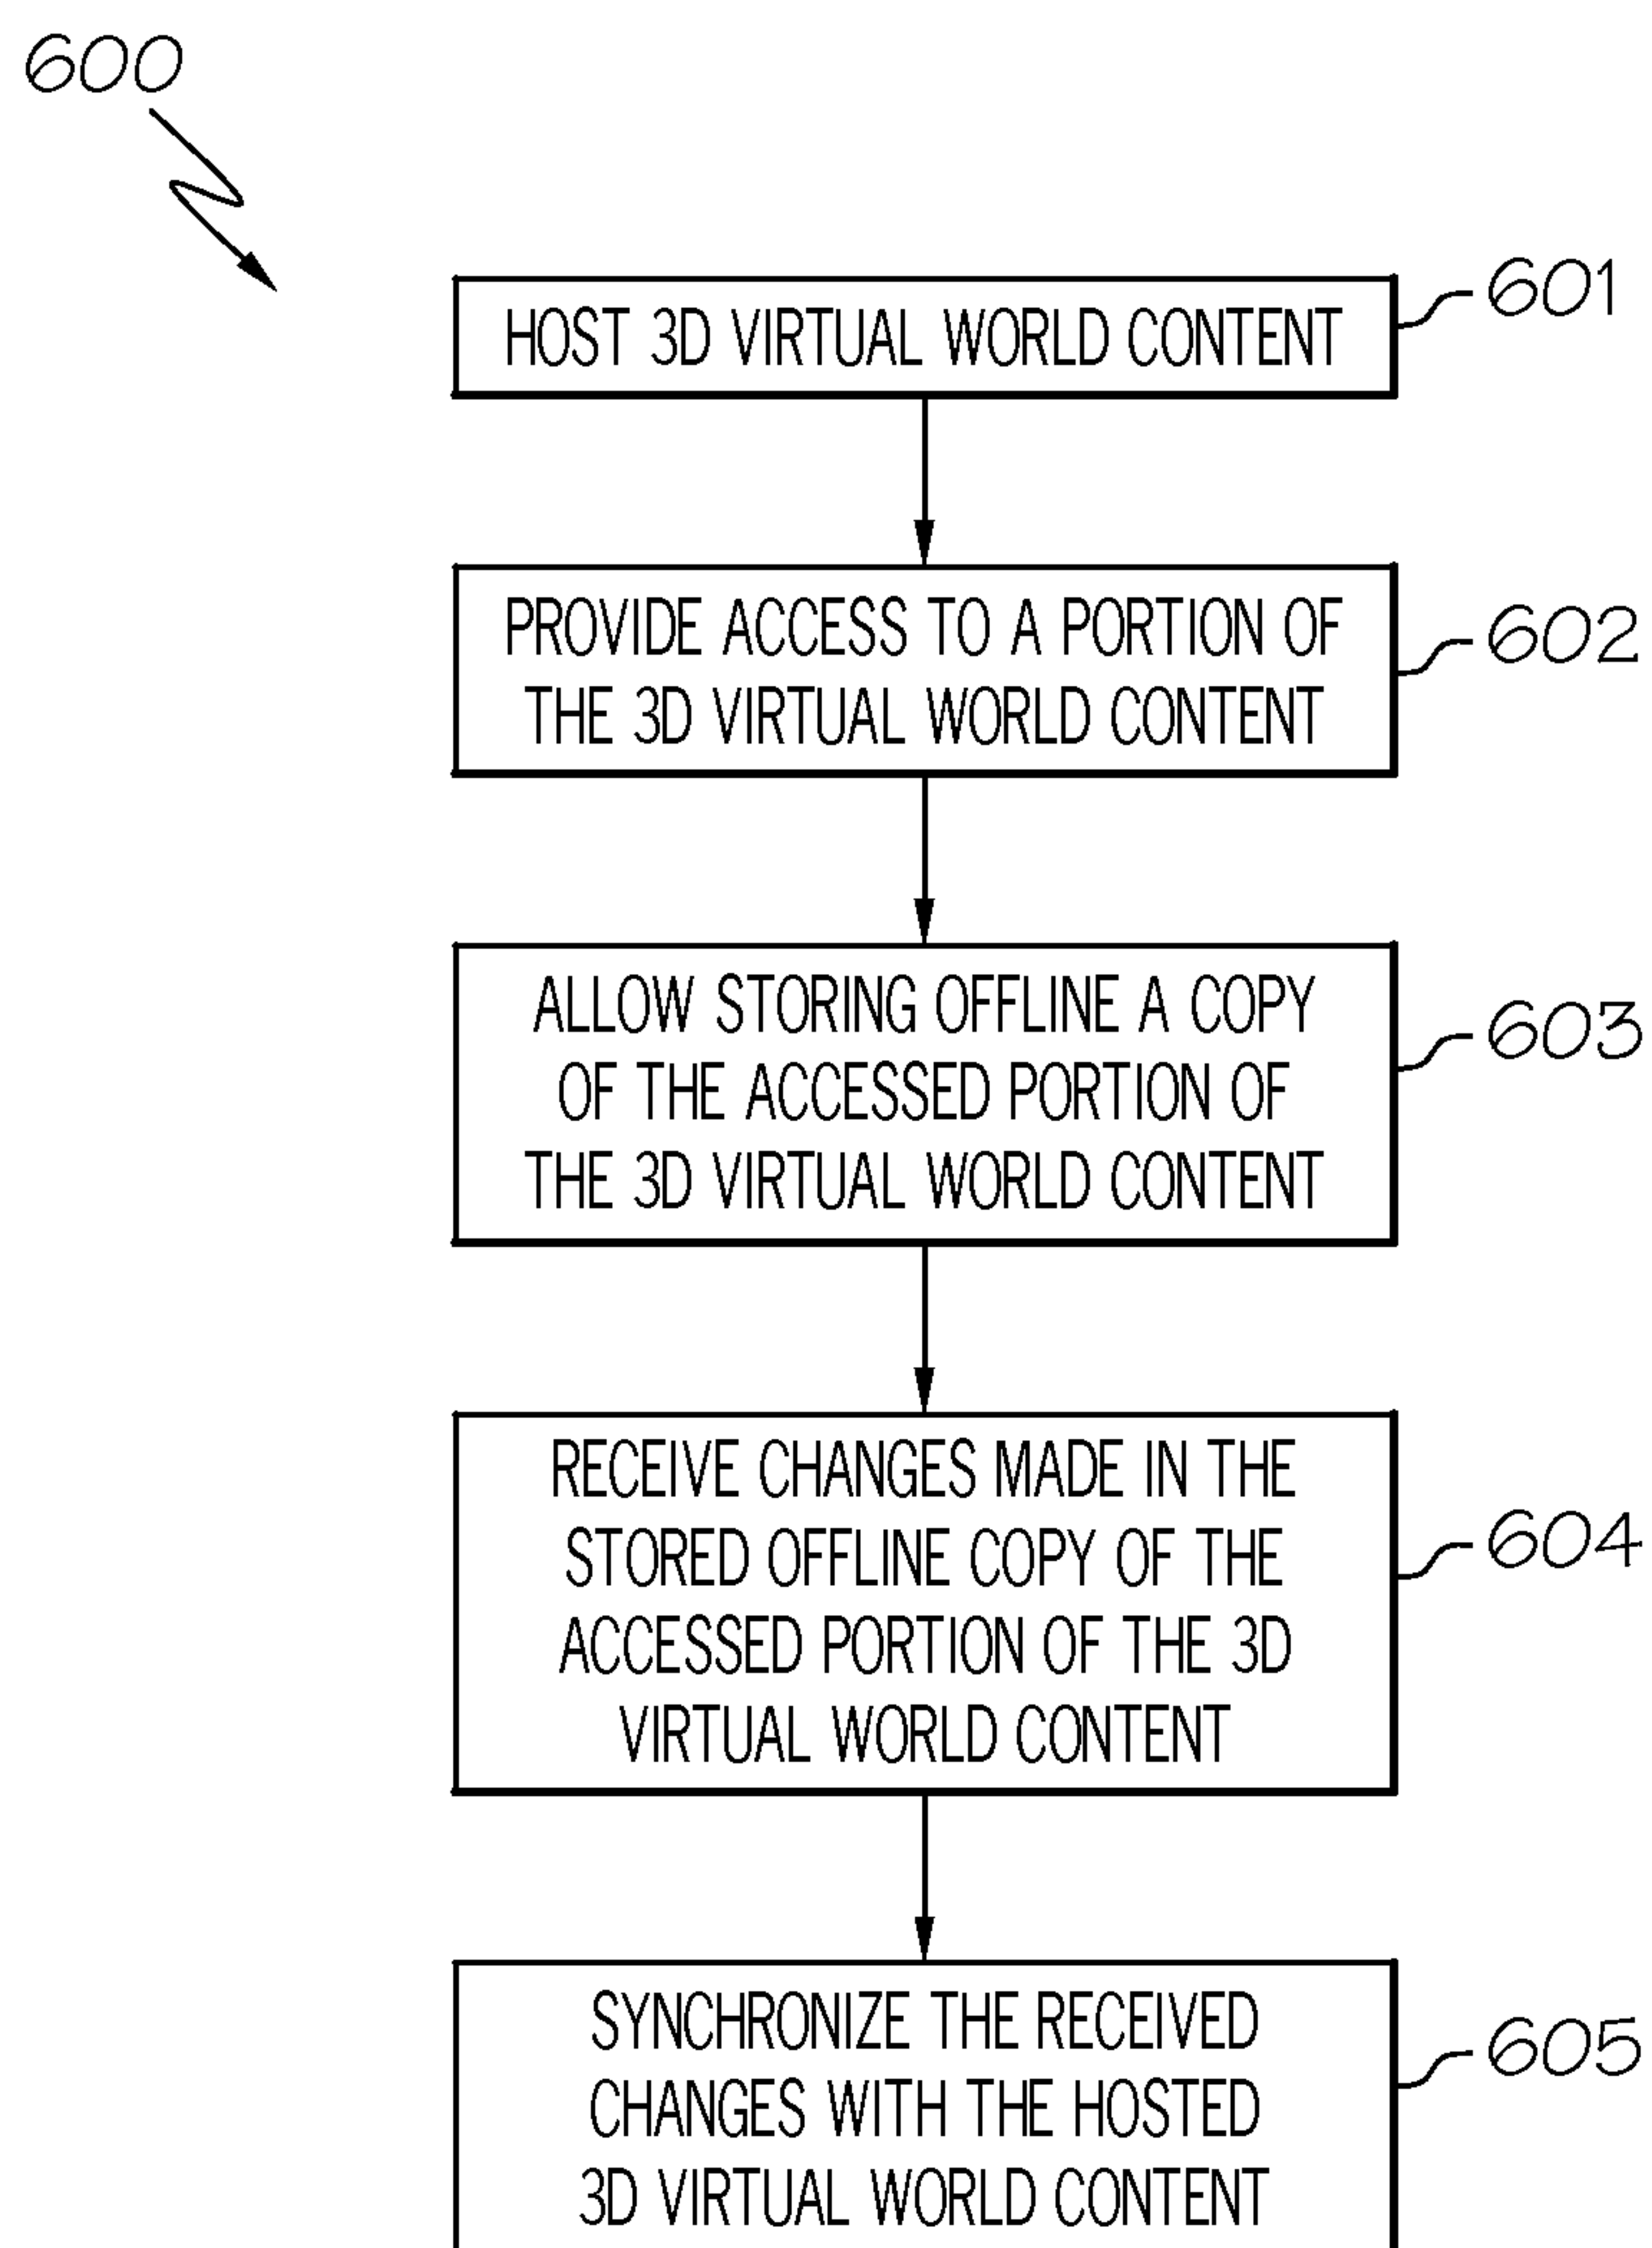 600
HOST 3D VIRTUAL WORLD CONTENT
601
PROVIDE ACCESS TO A PORTION OF
THE 3D VIRTUAL WORLD CONTENT
602
ALLOW STORING OFFLINE A COPY
OF THE ACCESSED PORTION OF
THE 3D VIRTUAL WORLD CONTENT
603
RECEIVE CHANGES MADE IN THE
STORED OFFLINE COPY OF THE
ACCESSED PORTION OF THE 3D
VIRTUAL WORLD CONTENT
604
SYNCHRONIZE THE RECEIVED
CHANGES WITH THE HOSTED
3D VIRTUAL WORLD CONTENT
605